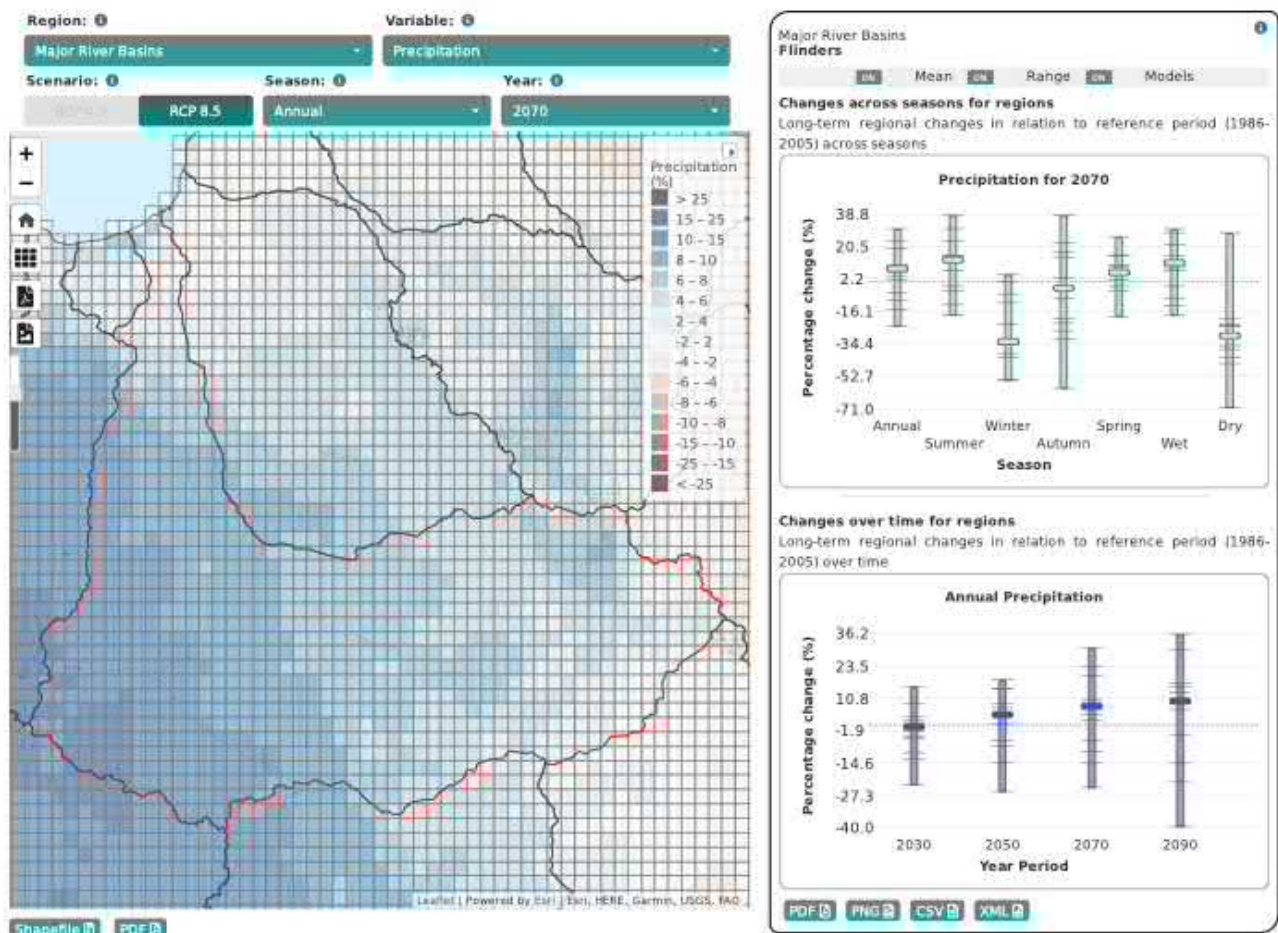 Region:
Variable:
Major River Basins
Precipitation
Scenario:
Season:
Year:
RCP 8.5
Annual
2070
+
−
Precipitation
(%)
> 25
15 - 25
10 - 15
8 - 10
6 - 8
4 - 6
2 - 4
-2 - 2
-4 - -2
-6 - -4
-8 - -6
-10 - -8
-15 - -10
-25 - -15
< -25
Leaflet | Powered by Esri | Esri, HERE, Garmin, USGS, FAO
Shapefile
PDF
Major River Basins
Flinders
ON Mean ON Range ON Models
Changes across seasons for regions
Long-term regional changes in relation to reference period (1986-
2005) across seasons
Precipitation for 2070
Percentage change (%)
38.8
20.5
2.2
-16.1
-34.4
-52.7
-71.0
Annual
Summer
Winter
Autumn
Spring
Wet
Dry
Season
Changes over time for regions
Long-term regional changes in relation to reference period (1986-
2005) over time
Annual Precipitation
Percentage change (%)
36.2
23.5
10.8
-1.9
-14.6
-27.3
-40.0
2030 2050 2070 2090
Year Period
PDF PNG CSV XML